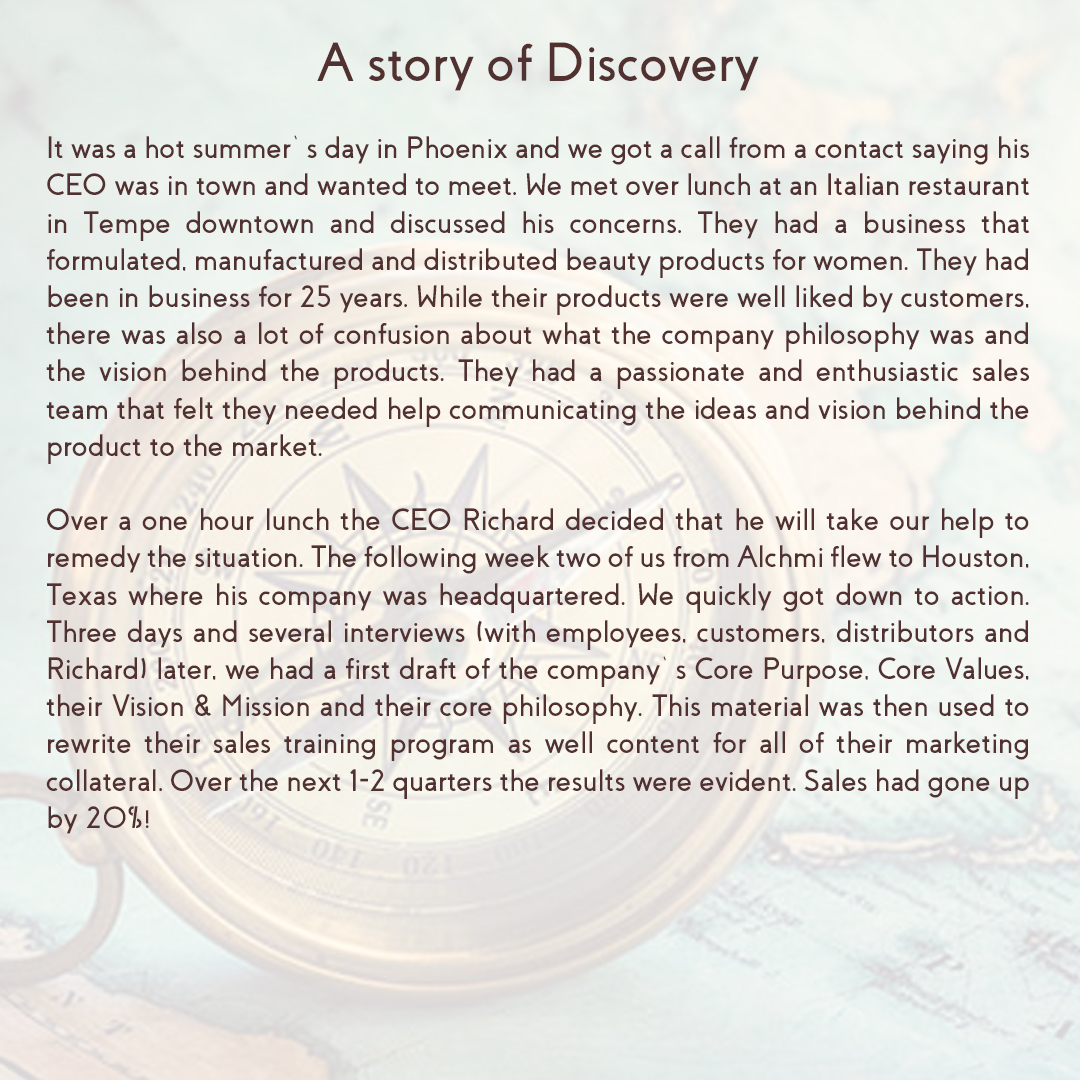 A story of Discovery
It was a hot summer`s day in Phoenix and we got a call from a contact saying his
CEO was in town and wanted to meet. We met over lunch at an Italian restaurant
in Tempe downtown and discussed his concerns. They had a business that
formulated, manufactured and distributed beauty products for women. They had
been in business for 25 years. While their products were well liked by customers,
there was also a lot of confusion about what the company philosophy was and
the vision behind the products. They had a passionate and enthusiastic sales
team that felt they needed help communicating the ideas and vision behind the
product to the market.
Over a one hour lunch the CEO Richard decided that he will take our help to
remedy the situation. The following week two of us from Alchmi flew to Houston,
Texas where his company was headquartered. We quickly got down to action.
Three days and several interviews (with employees, customers, distributors and
Richard) later, we had a first draft of the company`s Core Purpose, Core Values,
their Vision & Mission and their core philosophy. This material was then used to
rewrite their sales training program as well content for all of their marketing
collateral. Over the next 1-2 quarters the results were evident. Sales had gone up
by 20%!
W
240
SE
160
140
120